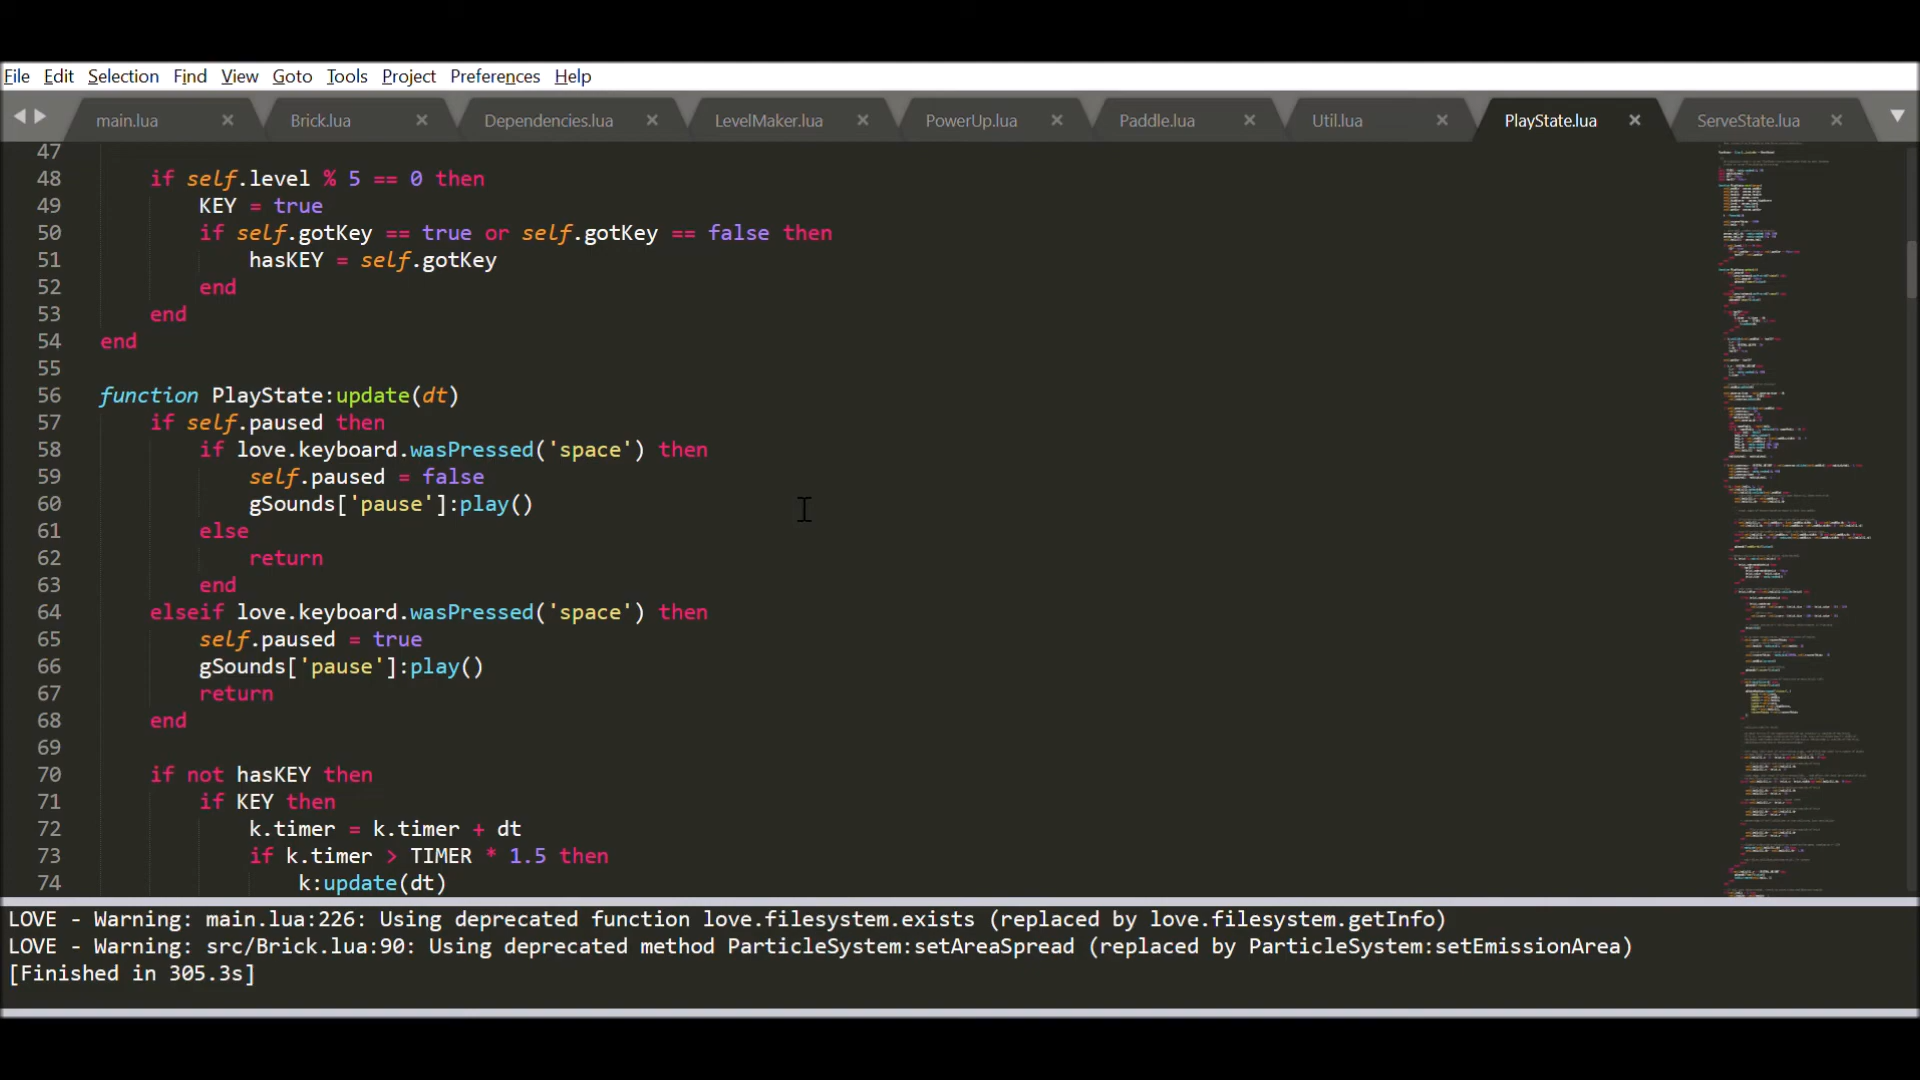 File Edit Selection Find View Goto Tools Project Preferences Help
main.lua Brick.lua Dependencies.lua LevelMaker.lua PowerUp.lua Paddle.lua Util.lua PlayState.lua ServeState.lua
47
48 if self.level % 5 == 0 then
49 KEY = true
50 if self.gotKey == true or self.gotKey == false then
51 hasKEY = self.gotKey
52 end
53 end
54 end
55
56 function PlayState:update(dt)
57 if self.paused then
58 if love.keyboard.wasPressed('space') then
59 self.paused = false
60 gSounds['pause']:play()
61 else
62 return
63 end
64 elseif love.keyboard.wasPressed('space') then
65 self.paused = true
66 gSounds['pause']:play()
67 return
68 end
69
70 if not hasKEY then
71 if KEY then
72 k.timer = k.timer + dt
73 if k.timer > TIMER * 1.5 then
74 k:update(dt)
LOVE - Warning: main.lua:226: Using deprecated function love.filesystem.exists (replaced by love.filesystem.getInfo)
LOVE - Warning: src/Brick.lua:90: Using deprecated method ParticleSystem:setAreaSpread (replaced by ParticleSystem:setEmissionArea)
[Finished in 305.3s]